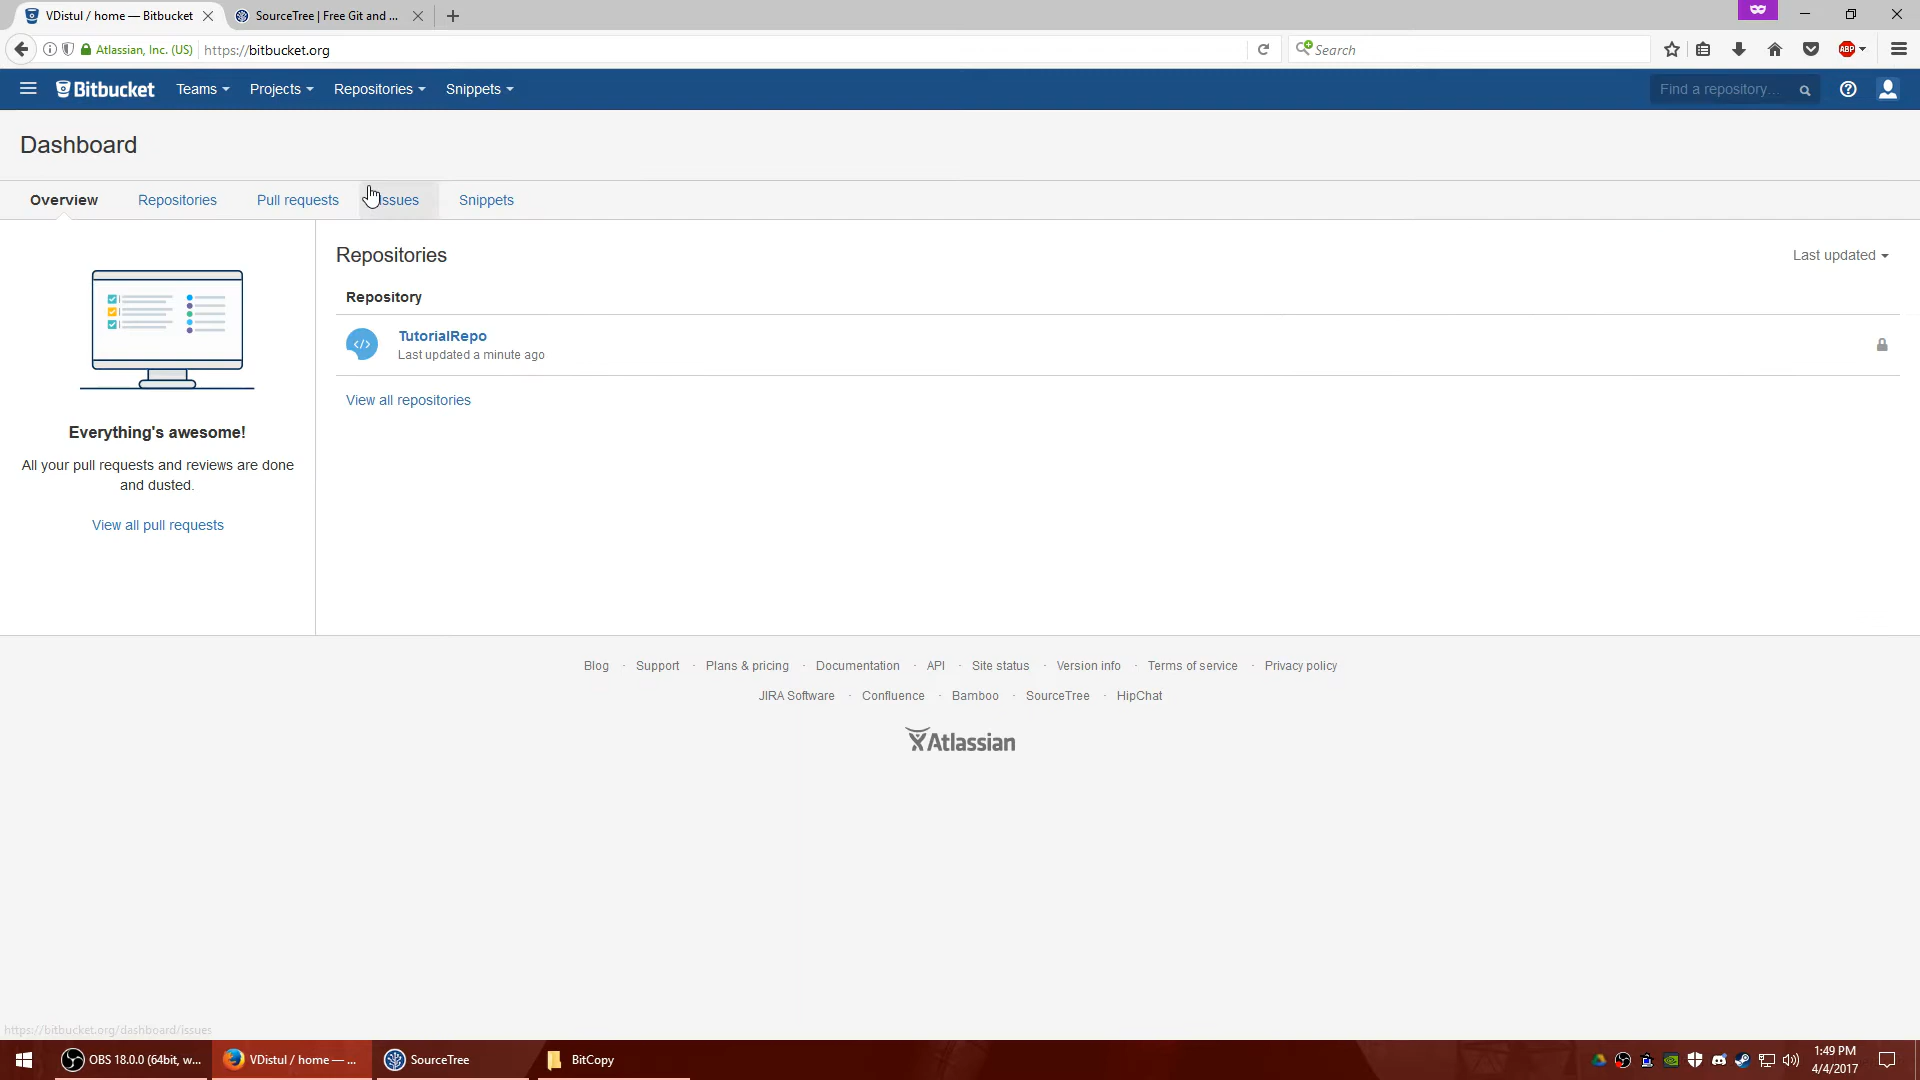 VDistul / home — Bitbucket
SourceTree | Free Git and ...
Atlassian, Inc. (US)
https://bitbucket.org
Search
ABP
Bitbucket
Teams
Projects
Repositories
Snippets
Find a repository...
Dashboard
Overview
Repositories
Pull requests
Issues
Snippets
Everything's awesome!
All your pull requests and reviews are done
and dusted.
View all pull requests
Repositories
Last updated
Repository
TutorialRepo
Last updated a minute ago
View all repositories
Blog · Support · Plans & pricing · Documentation · API · Site status · Version info · Terms of service · Privacy policy
JIRA Software · Confluence · Bamboo · SourceTree · HipChat
Atlassian
https://bitbucket.org/dashboard/issues
OBS 18.0.0 (64bit, w...
VDistul / home — ...
SourceTree
BitCopy
1:49 PM
4/4/2017